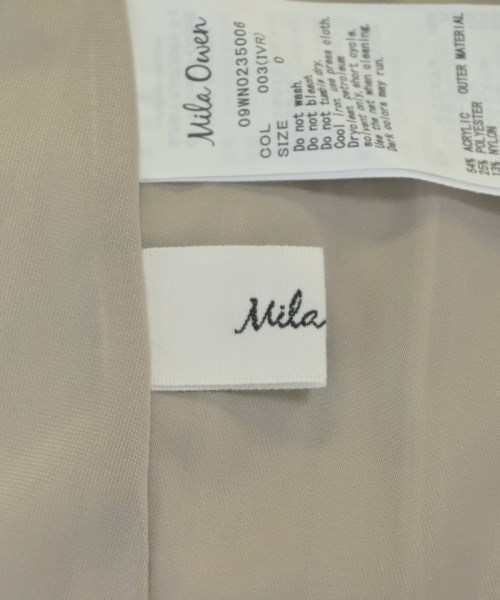 Mila Owen
09WN0235006
COL 003(IVR)
SIZE 0
Do not wash.
Do not bleach.
Do not tumble dry.
Cool iron, use press cloth.
Dryclean, petroleum
solvent only, short cycle.
Use the net when cleaning.
Dark colors may run.
OUTER MATERIAL
54% ACRYLIC
25% POLYESTER
13% NYLON
Mila